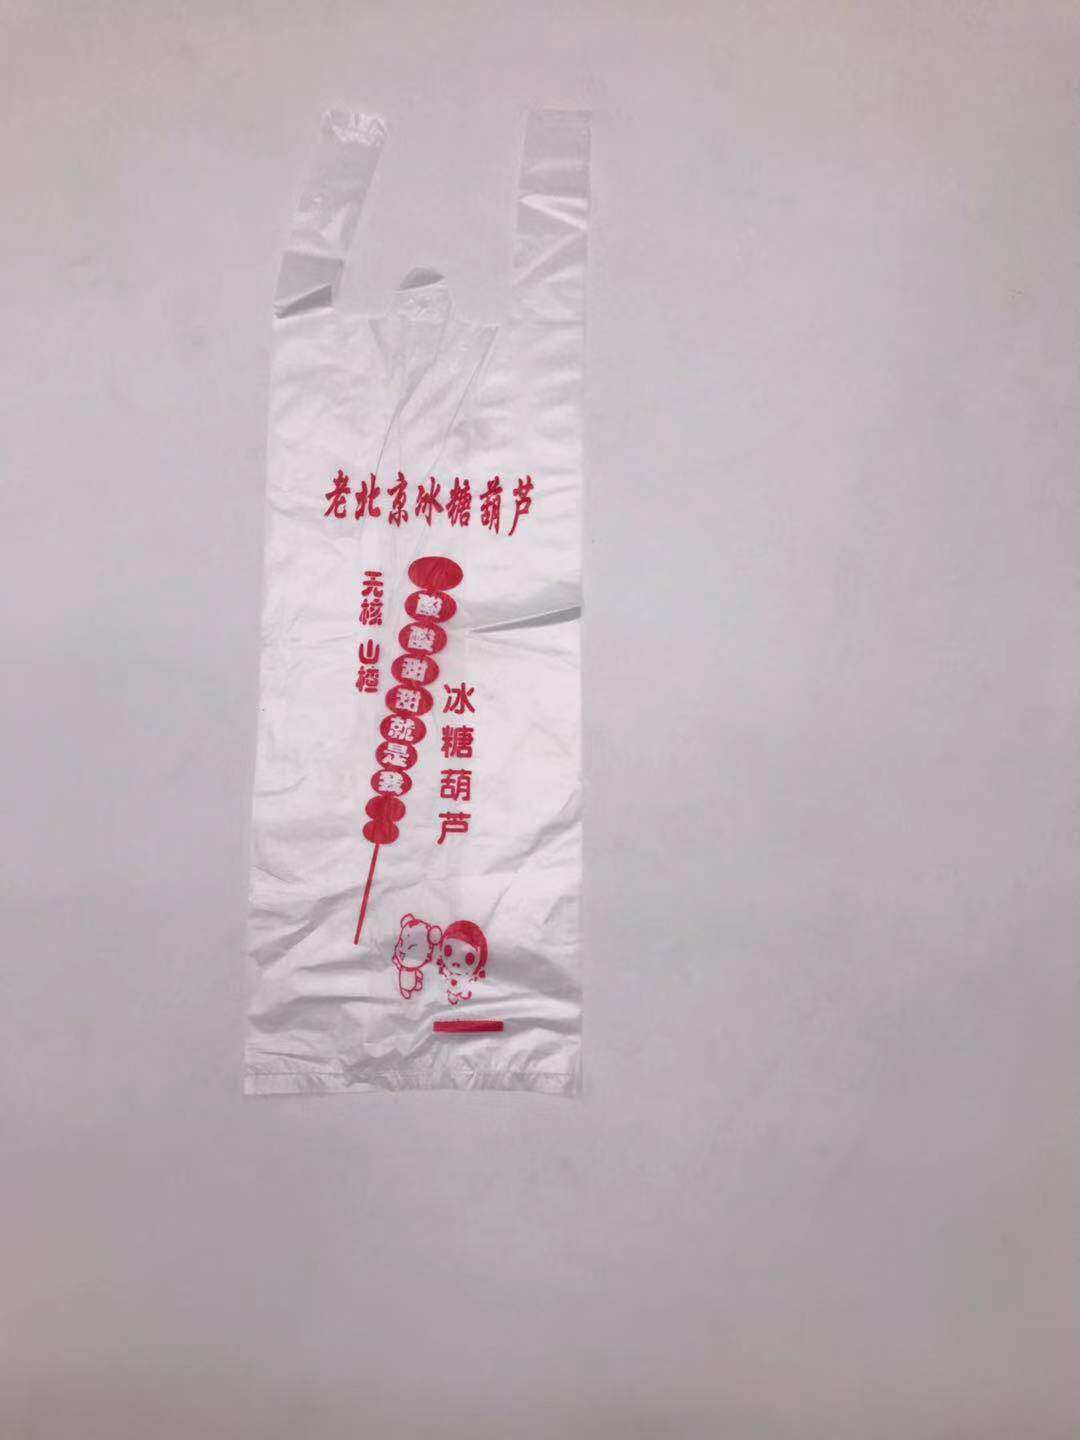 老北京冰糖葫芦
无核 山楂
酸酸甜甜就是我
冰糖葫芦